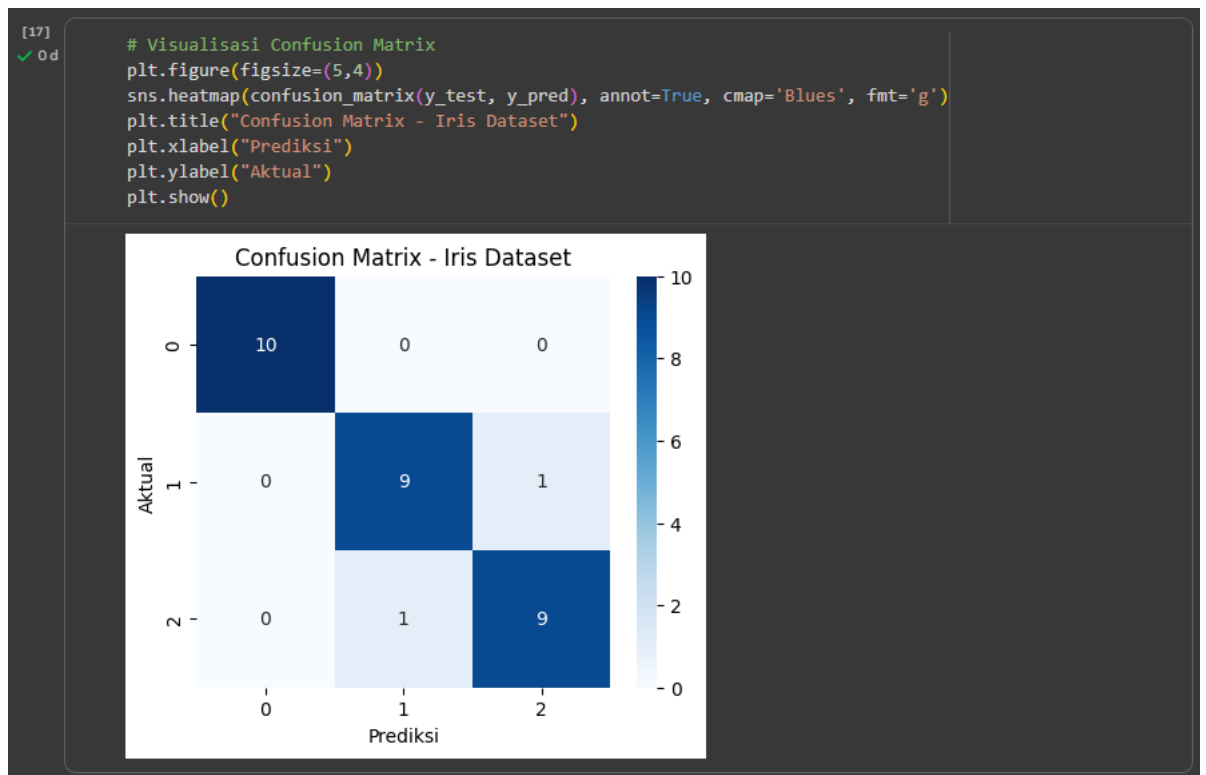 [17]
0 d
# Visualisasi Confusion Matrix
plt.figure(figsize=(5,4))
sns.heatmap(confusion_matrix(y_test, y_pred), annot=True, cmap='Blues', fmt='g')
plt.title("Confusion Matrix - Iris Dataset")
plt.xlabel("Prediksi")
plt.ylabel("Aktual")
plt.show()
Confusion Matrix - Iris Dataset
Aktual
0 10 0 0
1 0 9 1
2 0 1 9
0 1 2
Prediksi
10
8
6
4
2
0